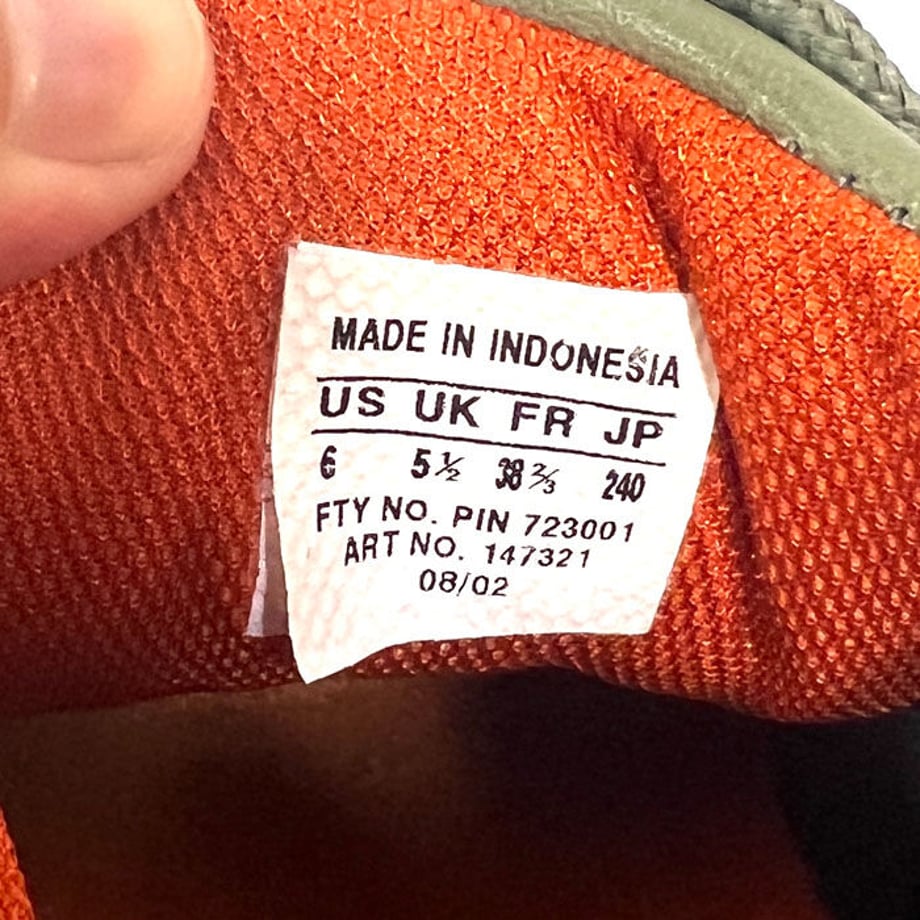 MADE IN INDONESIA
US UK FR JP
6 5½ 38⅔ 240
FTY NO. PIN 723001
ART NO. 147321
08/02